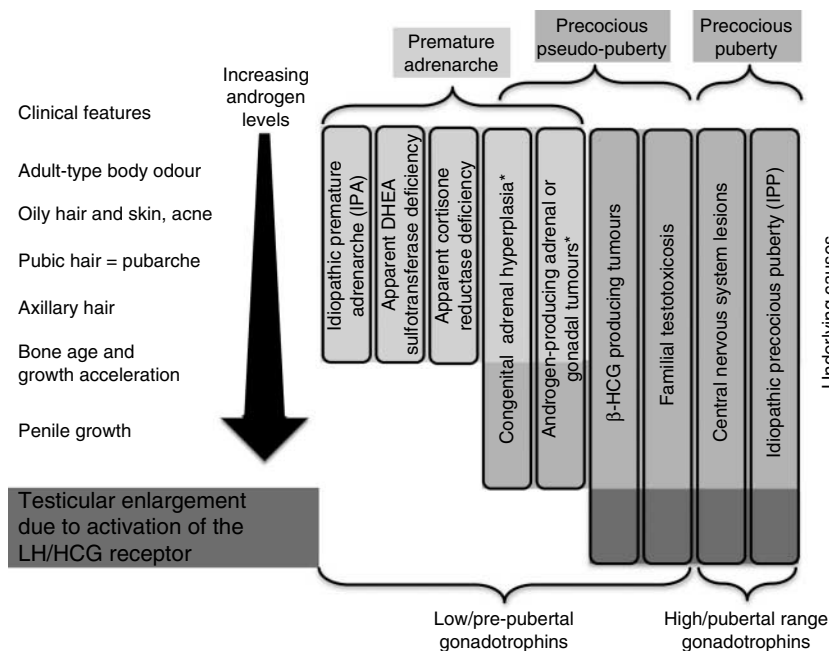 Premature
adrenarche
Precocious
pseudo-puberty
Precocious
puberty
Increasing
androgen
levels
Clinical features
Adult-type body odour
Oily hair and skin, acne
Pubic hair = pubarche
Axillary hair
Bone age and
growth acceleration
Penile growth
Testicular enlargement
due to activation of the
LH/HCG receptor
Idiopathic premature
adrenarche (IPA)
Apparent DHEA
sulfotransferase deficiency
Apparent cortisone
reductase deficiency
Congenital adrenal hyperplasia*
Androgen-producing adrenal or
gonadal tumours*
β-HCG producing tumours
Familial testotoxicosis
Central nervous system lesions
Idiopathic precocious puberty (IPP)
Underlying causes
Low/pre-pubertal
gonadotrophins
High/pubertal range
gonadotrophins